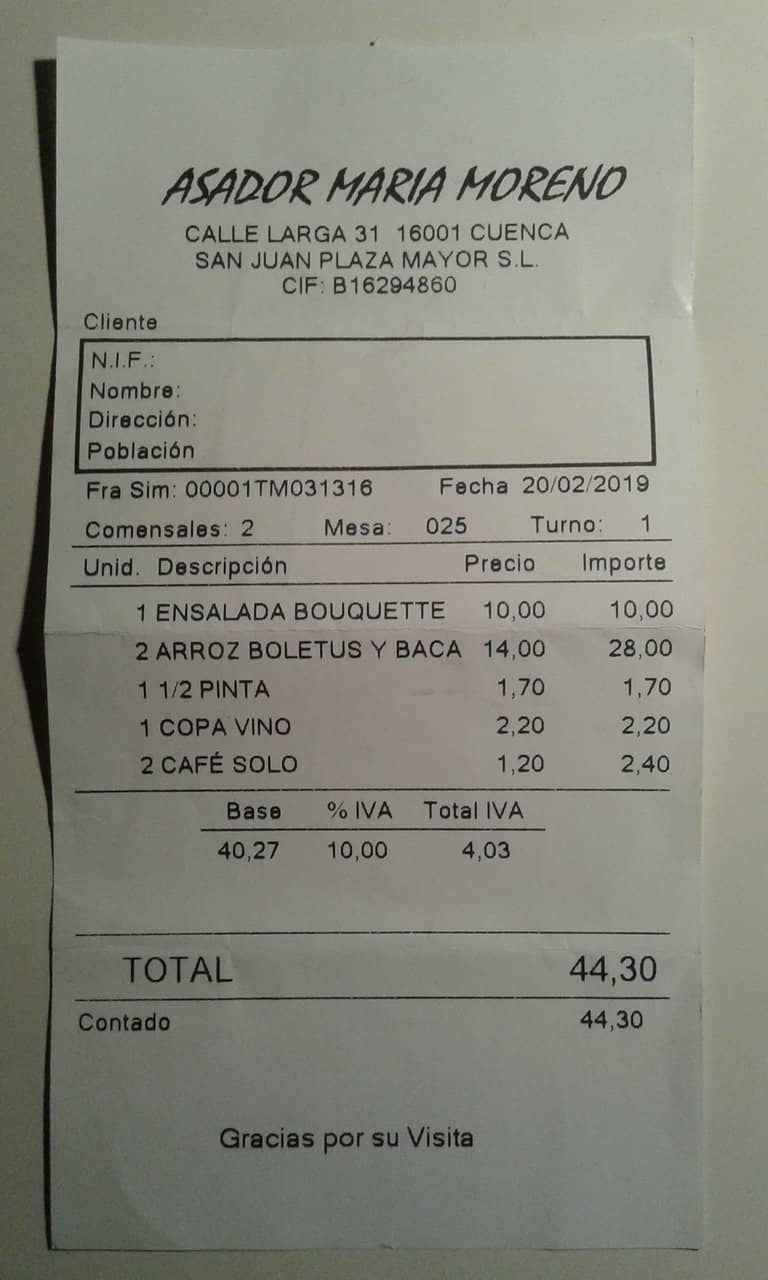 ASADOR MARIA MORENO
CALLE LARGA 31 16001 CUENCA
SAN JUAN PLAZA MAYOR S.L.
CIF: B16294860
Cliente
N.I.F.:
Nombre:
Dirección:
Población
Fra Sim: 00001TM031316 Fecha 20/02/2019
Comensales: 2 Mesa: 025 Turno: 1
Unid. Descripción Precio Importe
1 ENSALADA BOUQUETTE 10,00 10,00
2 ARROZ BOLETUS Y BACA 14,00 28,00
1 1/2 PINTA 1,70 1,70
1 COPA VINO 2,20 2,20
2 CAFÉ SOLO 1,20 2,40
Base % IVA Total IVA
40,27 10,00 4,03
TOTAL 44,30
Contado 44,30
Gracias por su Visita